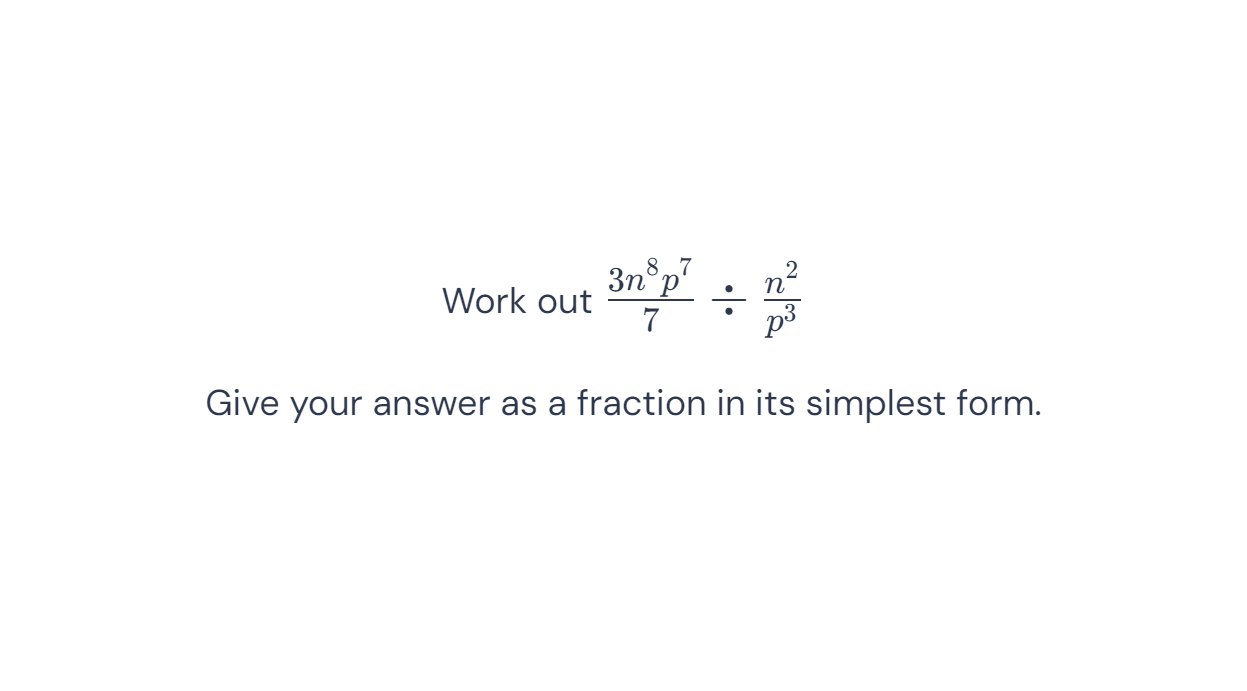 Work out \frac{3n^8p^7}{7} ÷ \frac{n^2}{p^3}
Give your answer as a fraction in its simplest form.